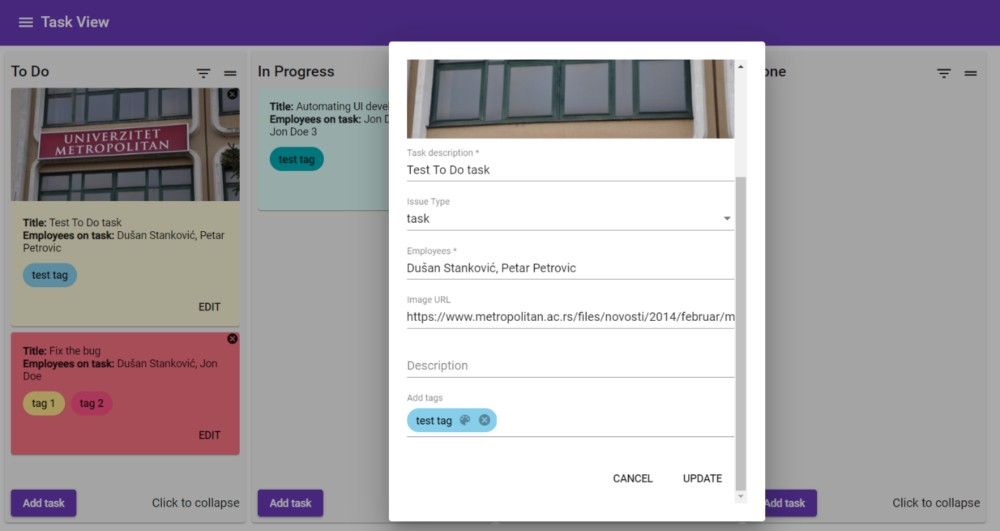 Task View
To Do
UNIVERZITET
METROPOLITAN
Title: Test To Do task
Employees on task: Dušan Stanković, Petar
Petrovic
test tag
EDIT
Title: Fix the bug
Employees on task: Dušan Stanković, Jon
Doe
tag 1 tag 2
EDIT
Add task Click to collapse
In Progress
Title: Automating UI devel
Employees on task: Jon D
Jon Doe 3
test tag
Add task
Task description *
Test To Do task
Issue Type
task
Employees *
Dušan Stanković, Petar Petrovic
Image URL
https://www.metropolitan.ac.rs/files/novosti/2014/februar/m
Description
Add tags
test tag
CANCEL UPDATE
one
Add task Click to collapse